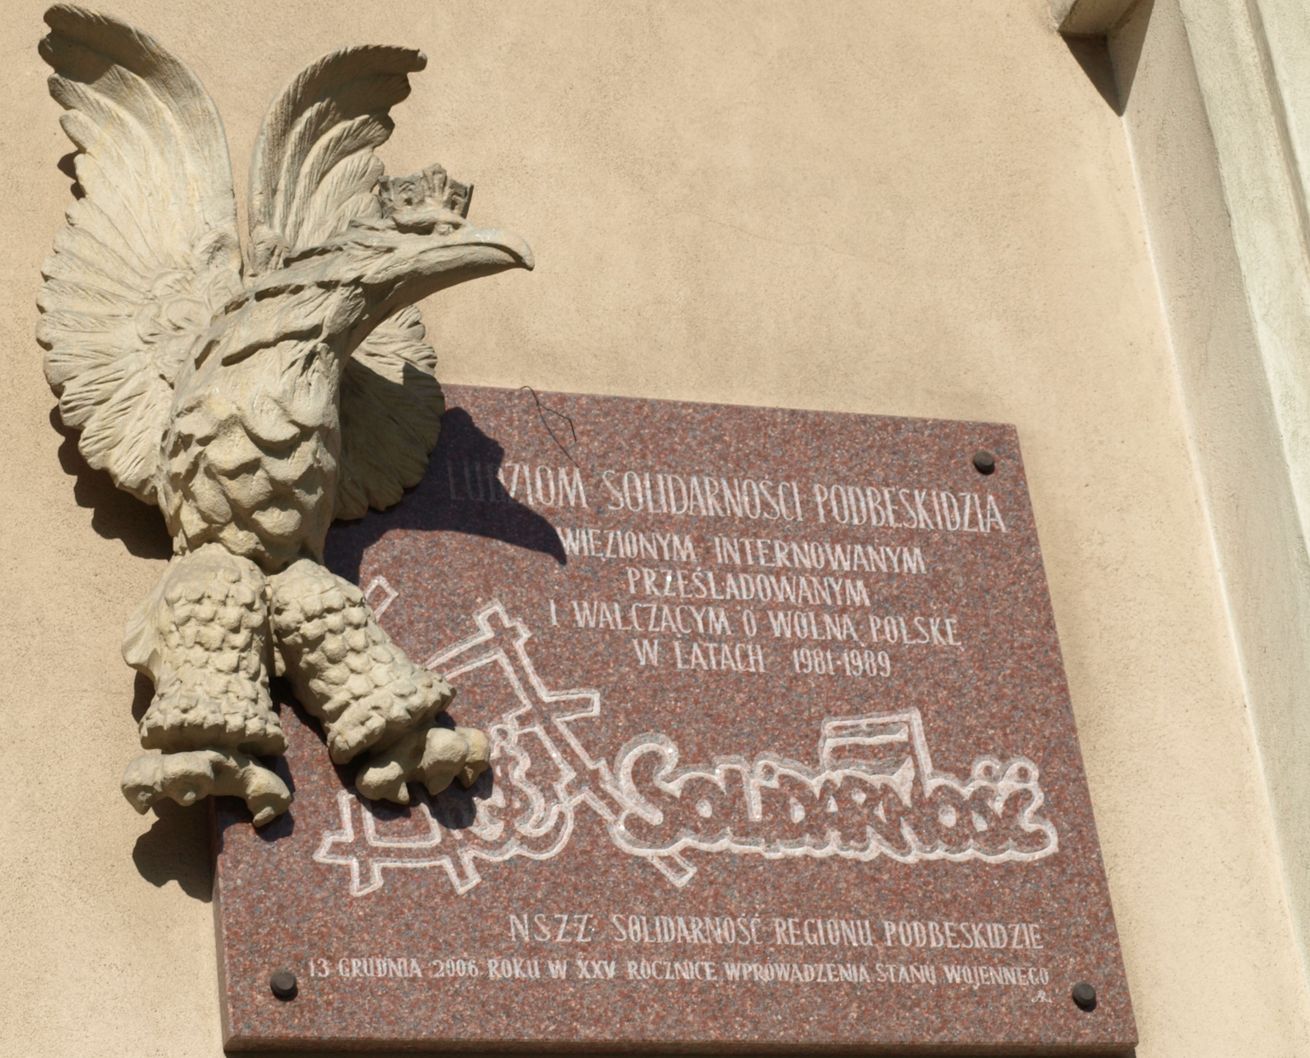 LUDZIOM SOLIDARNOŚCI PODBESKIDZIA
WIĘZIONYM, INTERNOWANYM
PRZEŚLADOWANYM
I WALCZĄCYM O WOLNĄ POLSKĘ
W LATACH 1981-1989
SOLIDARNOŚĆ
NSZZ SOLIDARNOŚĆ REGIONU PODBESKIDZIE
13 GRUDNIA 2006 ROKU W XXV ROCZNICE WPROWADZENIA STANU WOJENNEGO